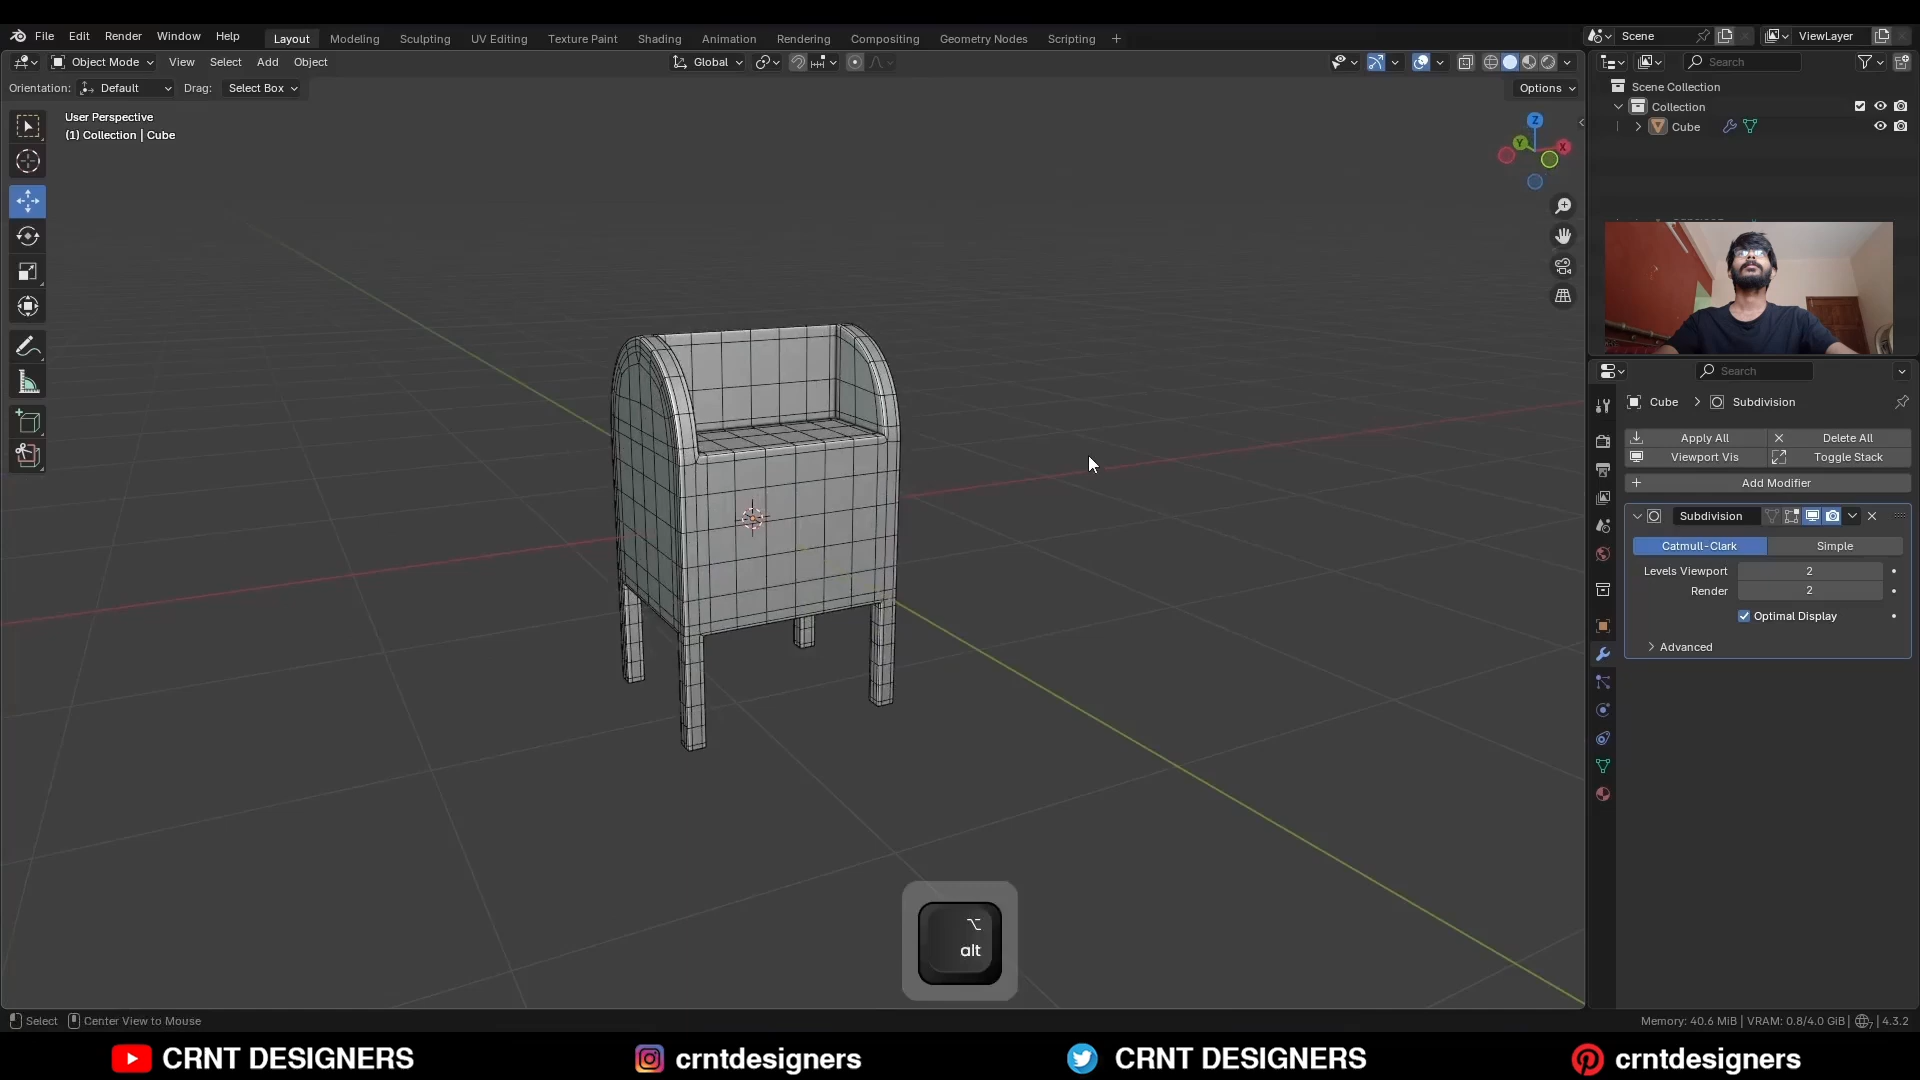 File Edit Render Window Help Layout Modeling Sculpting UV Editing Texture Paint Shading Animation Rendering Compositing Geometry Nodes Scripting + Scene ViewLayer
Object Mode View Select Add Object Global Search
Orientation: Default Drag: Select Box Options
User Perspective
(1) Collection | Cube
Z
Y
X
Scene Collection
Collection
Cube
Search
Cube > Subdivision
Apply All Delete All
Viewport Vis Toggle Stack
Add Modifier
Subdivision
Catmull-Clark Simple
Levels Viewport 2
Render 2
Optimal Display
Advanced
alt
Select Center View to Mouse Memory: 40.6 MiB | VRAM: 0.8/4.0 GiB | 7 | 4.3.2
CRNT DESIGNERS crntdesigners CRNT DESIGNERS crntdesigners